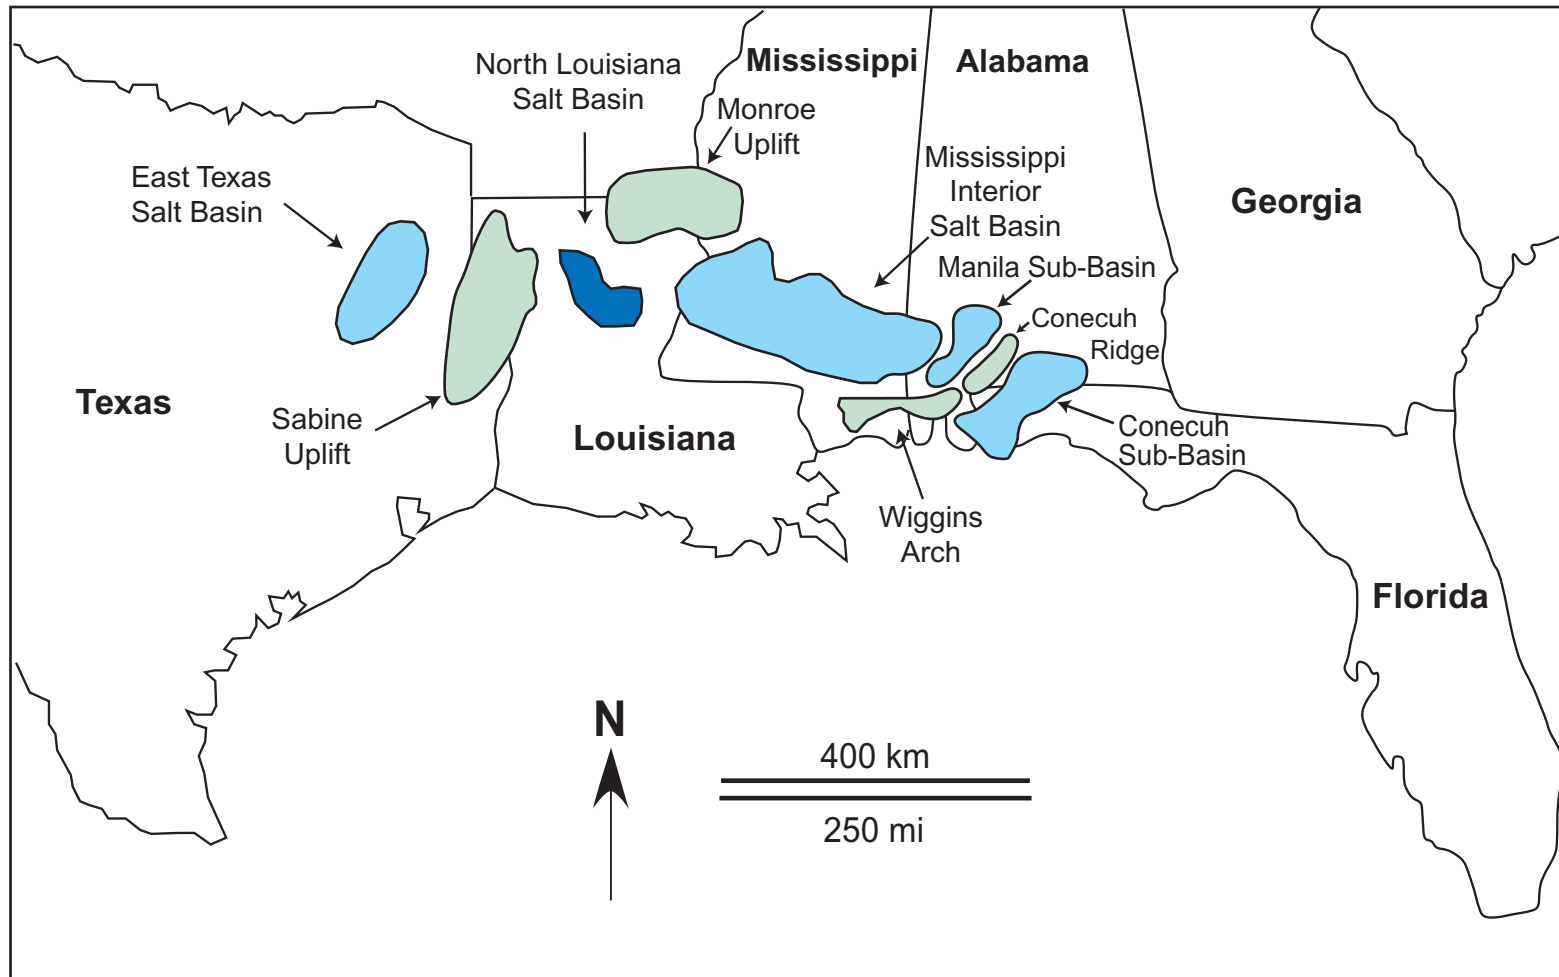 North Louisiana
Salt Basin
Mississippi
Alabama
Monroe
Uplift
Mississippi
Interior
Salt Basin
East Texas
Salt Basin
Georgia
Manila Sub-Basin
Conecuh
Ridge
Texas
Sabine
Uplift
Louisiana
Conecuh
Sub-Basin
Wiggins
Arch
Florida
N
400 km
250 mi